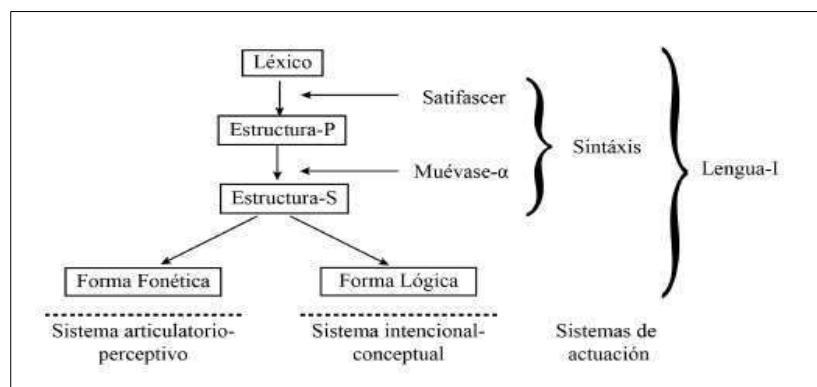 Léxico
Satifascer
Estructura-P
Sintáxis
Muévase-α
Lengua-I
Estructura-S
Forma Fonética
Forma Lógica
Sistema articulatorio-
perceptivo
Sistema intencional-
conceptual
Sistemas de
actuación